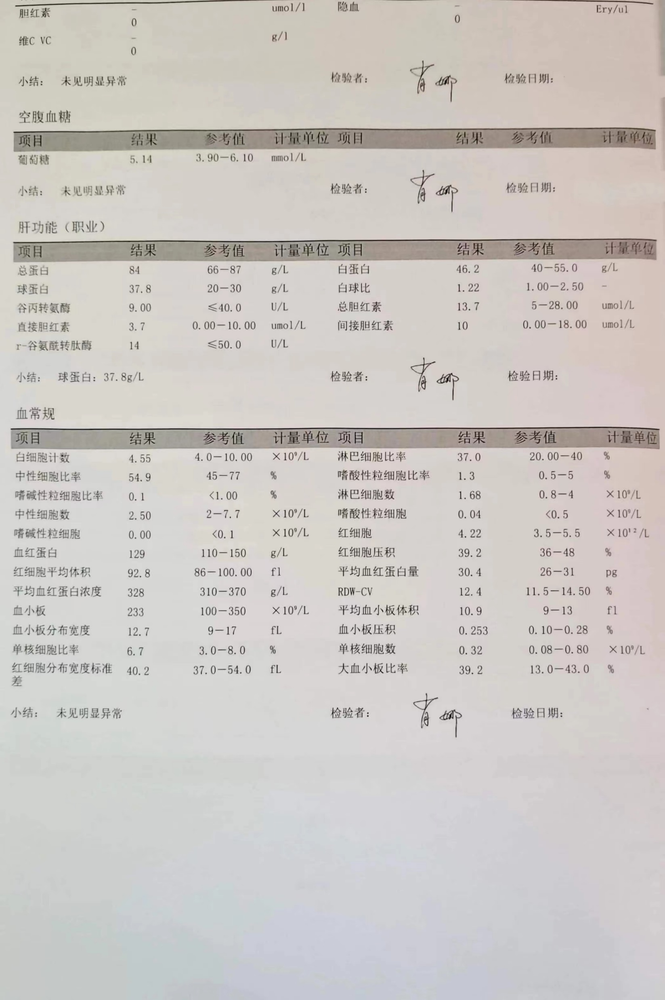 胆红素 - umol/l 隐血 - Ery/ul
0 0
维C VC - g/l
0
小结： 未见明显异常 检验者： 检验日期：
空腹血糖
项目 结果 参考值 计量单位 项目 结果 参考值 计量单位
葡萄糖 5.14 3.90—6.10 mmol/L
小结： 未见明显异常 检验者： 检验日期：
肝功能（职业）
项目 结果 参考值 计量单位 项目 结果 参考值 计量单位
总蛋白 84 66—87 g/L 白蛋白 46.2 40—55.0 g/L
球蛋白 37.8 20—30 g/L 白球比 1.22 1.00—2.50 -
谷丙转氨酶 9.00 ≤40.0 U/L 总胆红素 13.7 5—28.00 umol/L
直接胆红素 3.7 0.00—10.00 umol/L 间接胆红素 10 0.00—18.00 umol/L
r-谷氨酰转肽酶 14 ≤50.0 U/L
小结： 球蛋白：37.8g/L 检验者： 检验日期：
血常规
项目 结果 参考值 计量单位 项目 结果 参考值 计量单位
白细胞计数 4.55 4.0—10.00 ×10⁹/L 淋巴细胞比率 37.0 20.00—40 %
中性细胞比率 54.9 45—77 % 嗜酸性粒细胞比率 1.3 0.5—5 %
嗜碱性粒细胞比率 0.1 <1.00 % 淋巴细胞数 1.68 0.8—4 ×10⁹/L
中性细胞数 2.50 2—7.7 ×10⁹/L 嗜酸性粒细胞 0.04 <0.5 ×10⁹/L
嗜碱性粒细胞 0.00 <0.1 ×10⁹/L 红细胞 4.22 3.5—5.5 ×10¹²/L
血红蛋白 129 110—150 g/L 红细胞压积 39.2 36—48 %
红细胞平均体积 92.8 86—100.00 fl 平均血红蛋白量 30.4 26—31 pg
平均血红蛋白浓度 328 310—370 g/L RDW-CV 12.4 11.5—14.50 %
血小板 233 100—350 ×10⁹/L 平均血小板体积 10.9 9—13 fl
血小板分布宽度 12.7 9—17 fL 血小板压积 0.253 0.10—0.28 %
单核细胞比率 6.7 3.0—8.0 % 单核细胞数 0.32 0.08—0.80 ×10⁹/L
红细胞分布宽度标准 40.2 37.0—54.0 fL 大血小板比率 39.2 13.0—43.0 %
差
小结： 未见明显异常 检验者： 检验日期：